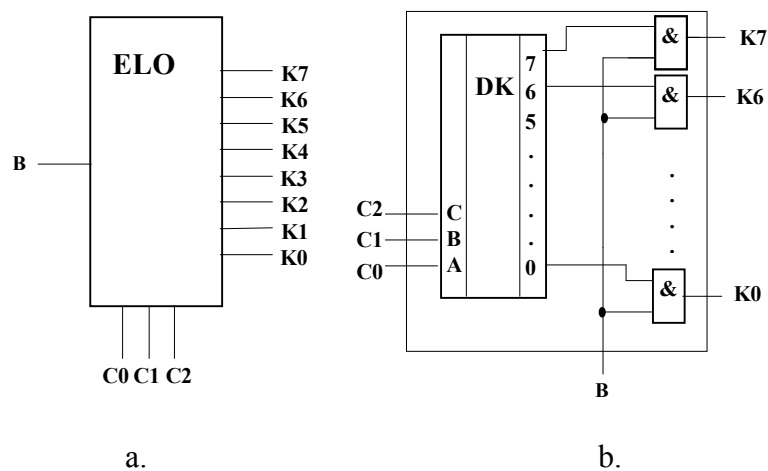 ELO
B
K7
K6
K5
K4
K3
K2
K1
K0
C0 C1 C2
a.
DK
7
6
5
.
.
.
.
0
C2 C
C1 B
C0 A
&
K7
&
K6
.
.
.
.
&
K0
B
b.